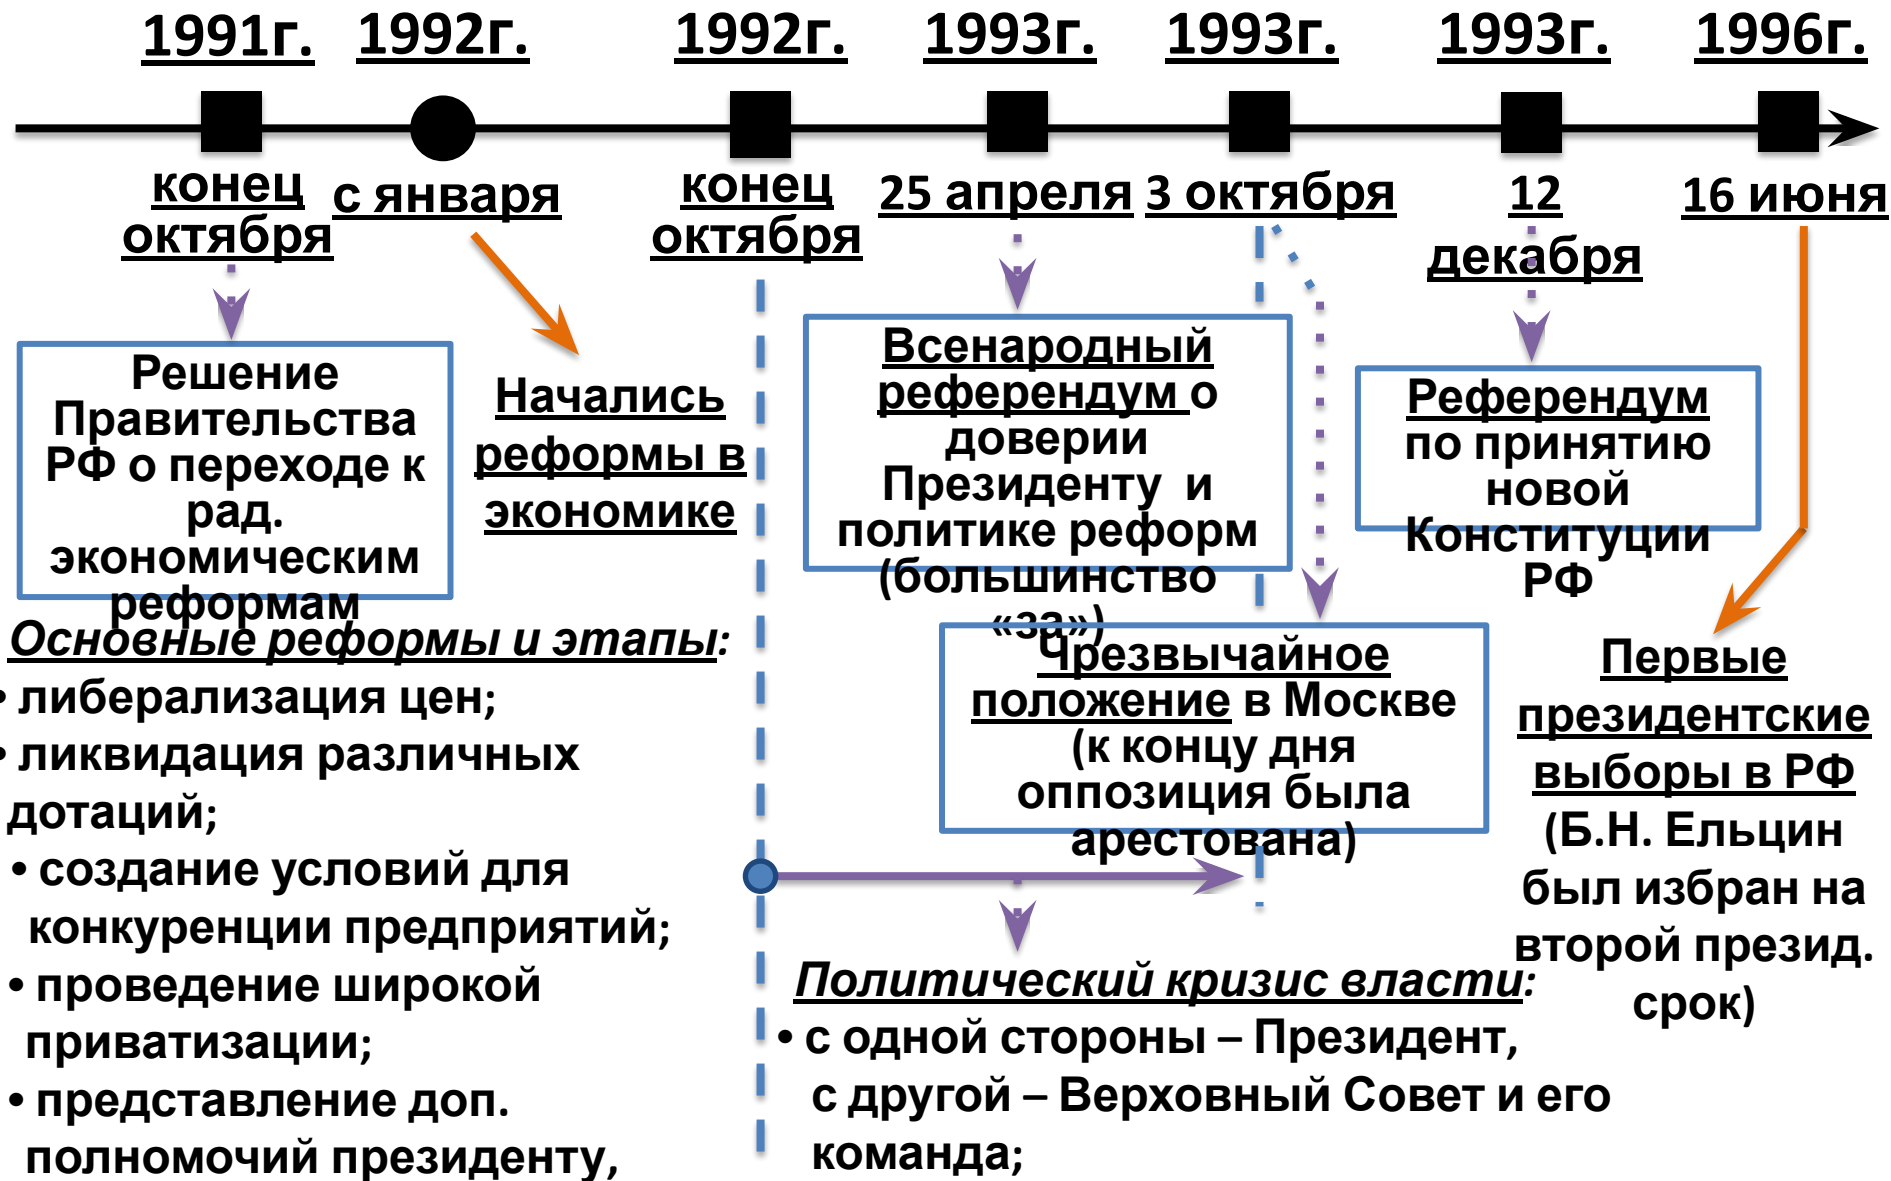 1991г.
1992г.
1992г.
1993г.
1993г.
1993г.
1996г.
конец
октября
с января
конец
октября
25 апреля
3 октября
12
декабря
16 июня
Решение
Правительства
РФ о переходе к
рад.
экономическим
реформам
Начались
реформы в
экономике
Всенародный
референдум о
доверии
Президенту и
политике реформ
(большинство
«за»)
Чрезвычайное
положение в Москве
(к концу дня
оппозиция была
арестована)
Референдум
по принятию
новой
Конституции
РФ
Первые
президентские
выборы в РФ
(Б.Н. Ельцин
был избран на
второй презид.
срок)
Основные реформы и этапы:
• либерализация цен;
• ликвидация различных
дотаций;
• создание условий для
конкуренции предприятий;
• проведение широкой
приватизации;
• представление доп.
полномочий президенту,
Политический кризис власти:
• с одной стороны – Президент,
с другой – Верховный Совет и его
команда;